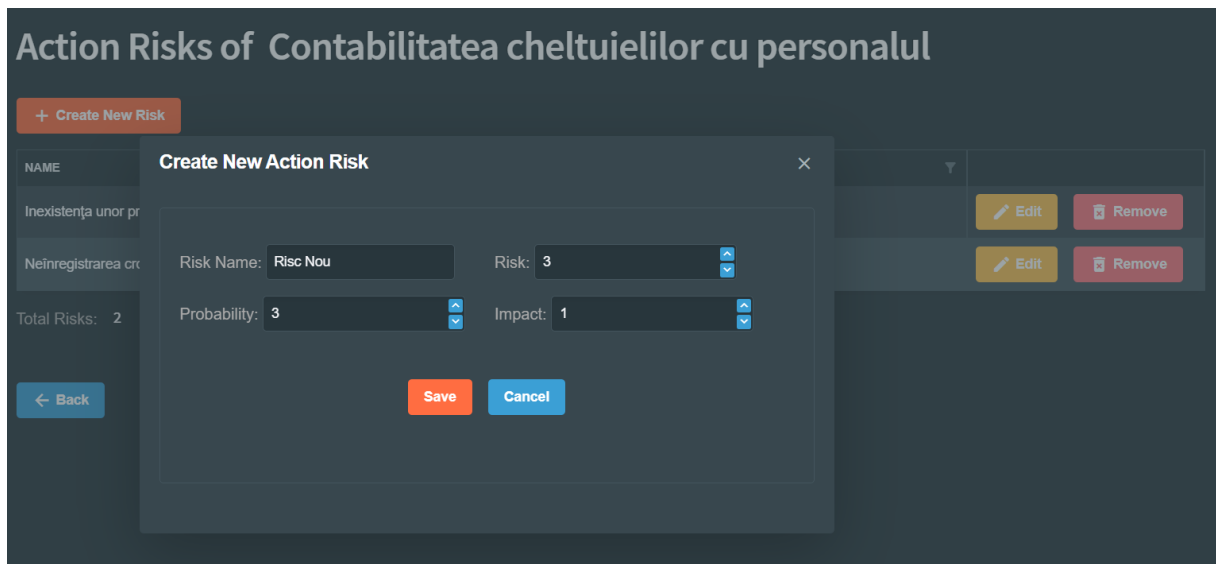 Action Risks of Contabilitatea cheltuielilor cu personalul
+ Create New Risk
Create New Action Risk
NAME
Inexistența unor
Edit Remove
Risk Name: Risc Nou Risk: 3
Neînregistrarea
Edit Remove
Probability: 3 Impact: 1
Total Risks: 2
Save Cancel
Back